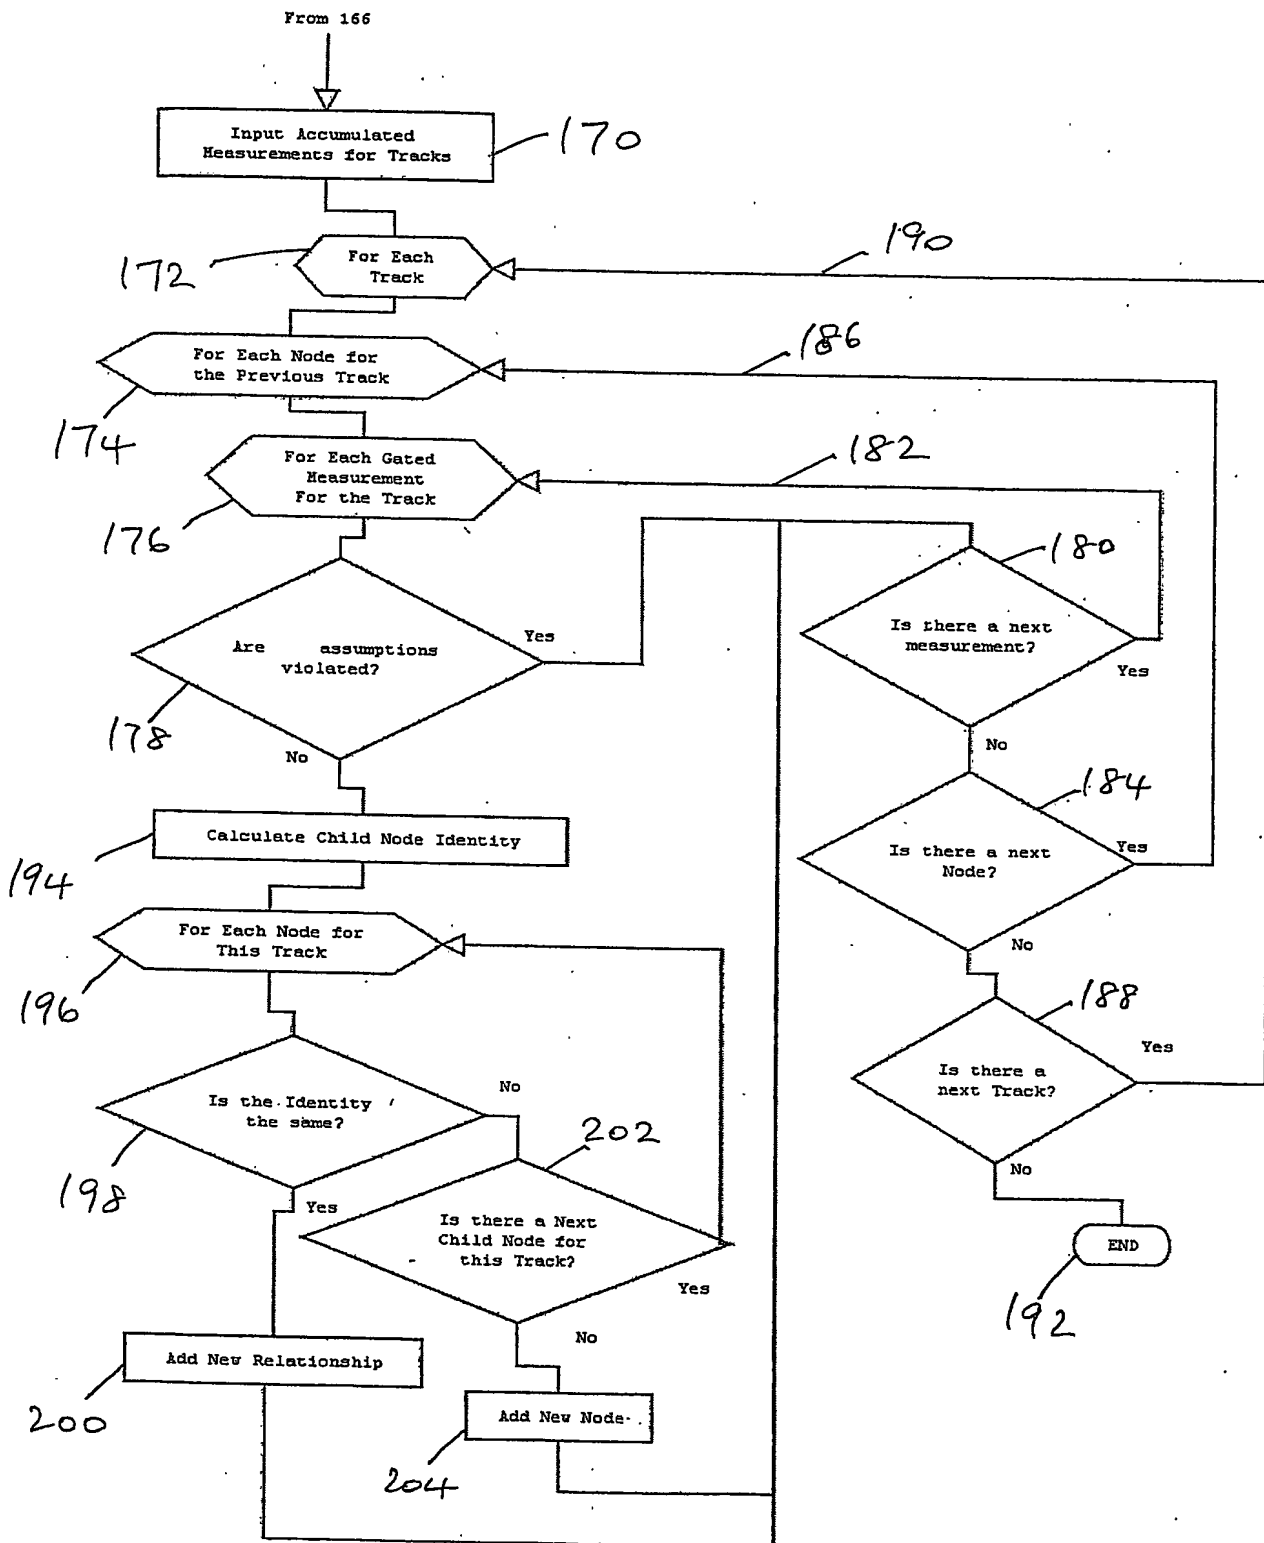 From 166
Input Accumulated
Measurements for Tracks
170
For Each
Track
172
190
For Each Node for
the Previous Track
174
186
For Each Gated
Measurement
For the Track
176
182
Are assumptions
violated?
178
Yes
No
Is there a next
measurement?
180
Yes
No
Calculate Child Node Identity
194
Is there a next
Node?
184
Yes
No
For Each Node for
This Track
196
Is there a
next Track?
188
Yes
No
END
192
Is the Identity
the same?
198
No
Yes
202
Is there a Next
Child Node for
this Track?
Yes
No
Add New Relationship
200
Add New Node
204